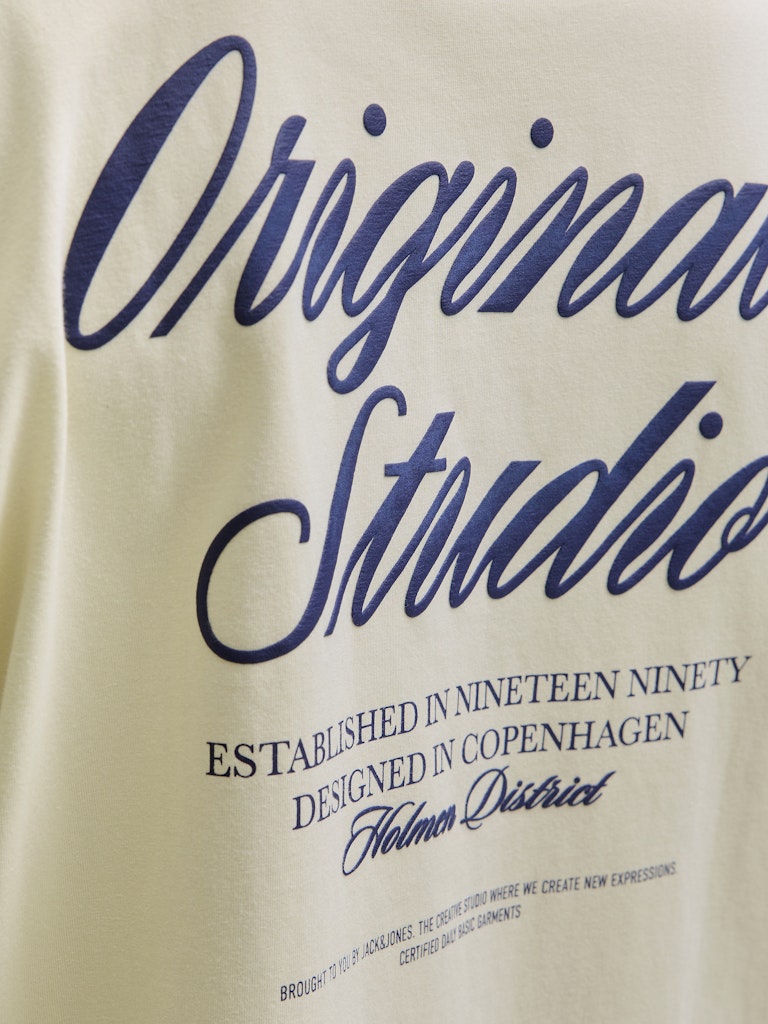 Original
Studio
ESTABLISHED IN NINETEEN NINETY
DESIGNED IN COPENHAGEN
Holmen District
BROUGHT TO YOU BY JACK&JONES. THE CREATIVE STUDIO WHERE WE CREATE NEW EXPRESSIONS.
CERTIFIED DAILY BASIC GARMENTS